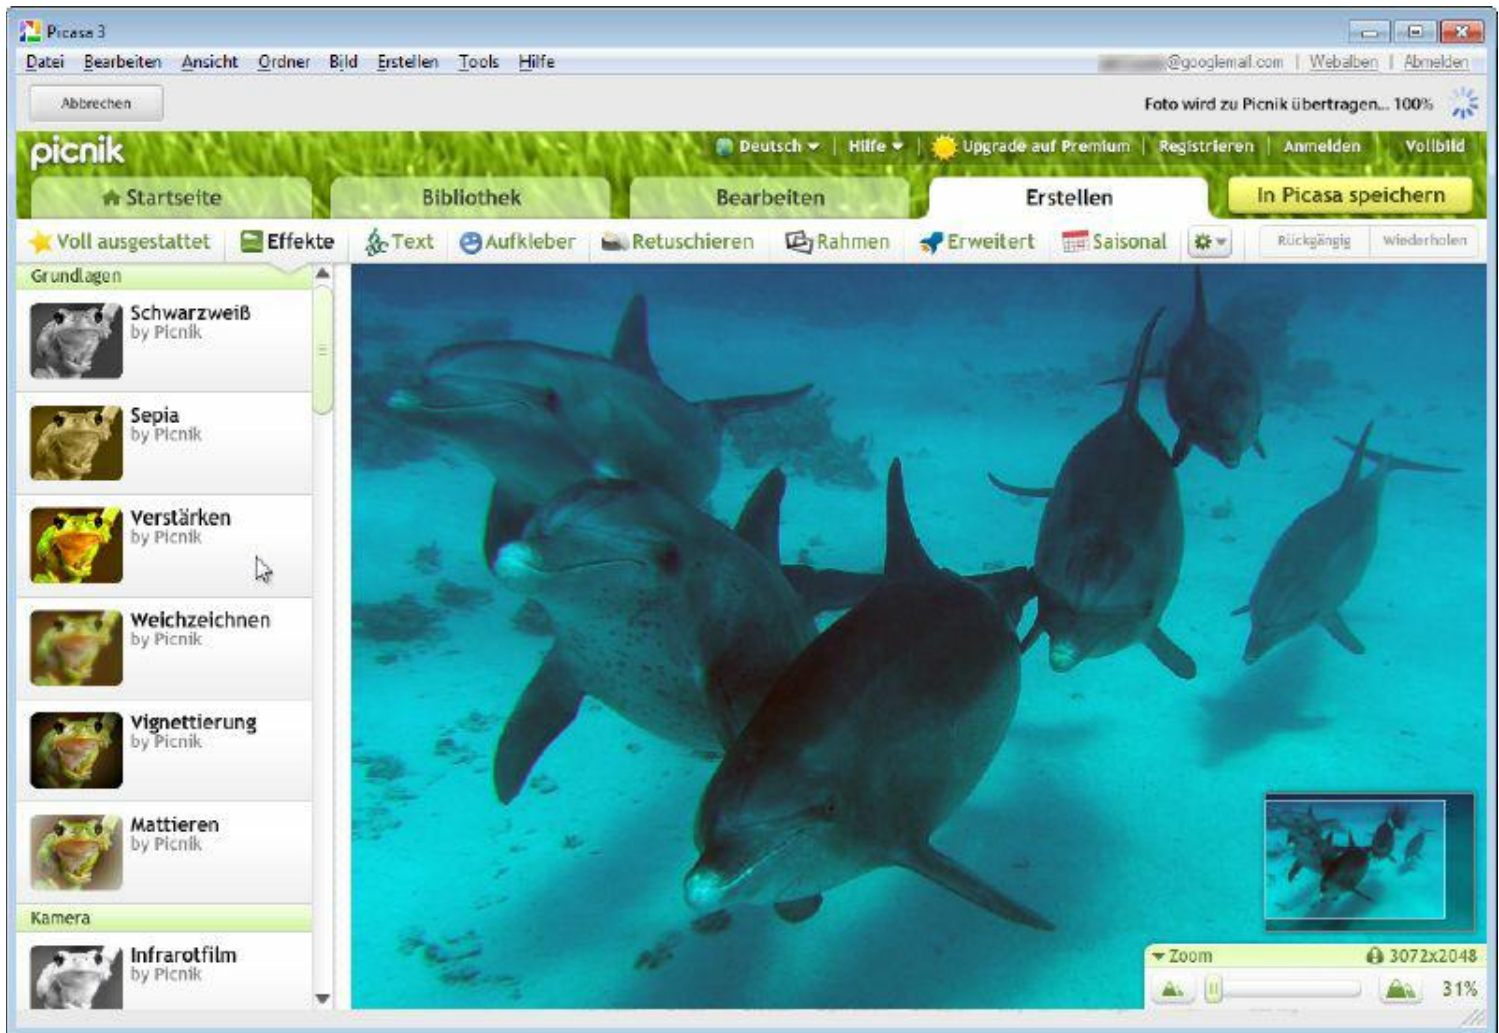 Picasa 3
Datei Bearbeiten Ansicht Ordner Bild Erstellen Tools Hilfe
@googlemail.com | Webalben | Abmelden
Abbrechen
Foto wird zu Picnik übertragen... 100%
picnik
Deutsch | Hilfe | Upgrade auf Premium | Registrieren | Anmelden Vollbild
Startseite Bibliothek Bearbeiten Erstellen In Picasa speichern
Voll ausgestattet Effekte Text Aufkleber Retuschieren Rahmen Erweitert Saisonal Rückgängig Wiederholen
Grundlagen
Schwarzweiß
by Picnik
Sepia
by Picnik
Verstärken
by Picnik
Weichzeichnen
by Picnik
Vignettierung
by Picnik
Mattieren
by Picnik
Kamera
Infrarotfilm
by Picnik
Zoom 3072x2048
31%